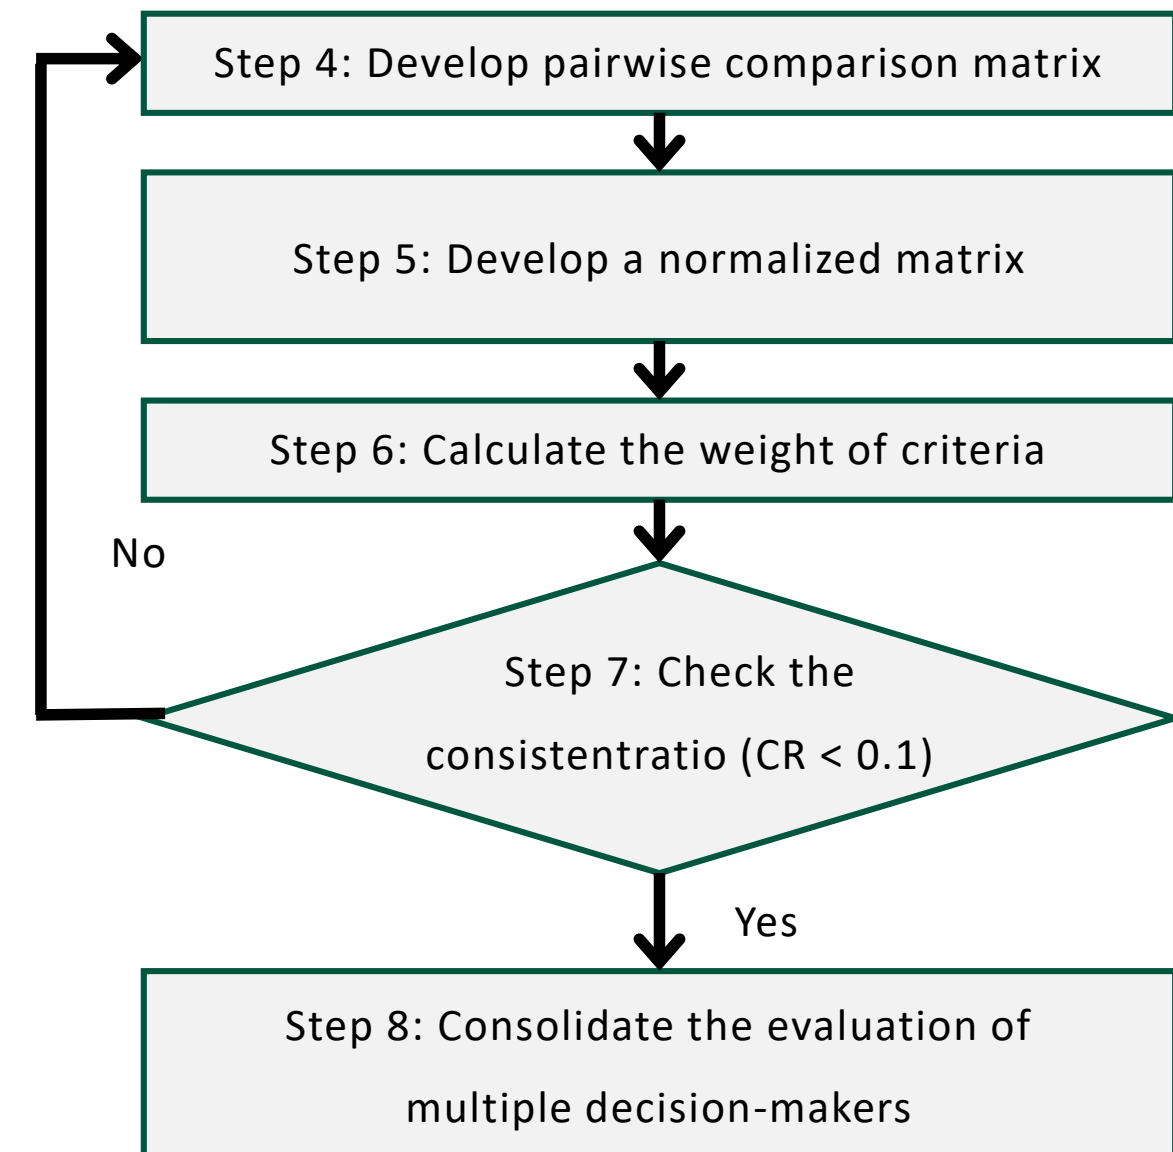 Step 4: Develop pairwise comparison matrix
Step 5: Develop a normalized matrix
Step 6: Calculate the weight of criteria
No
Step 7: Check the
consistentratio (CR < 0.1)
Yes
Step 8: Consolidate the evaluation of
multiple decision-makers